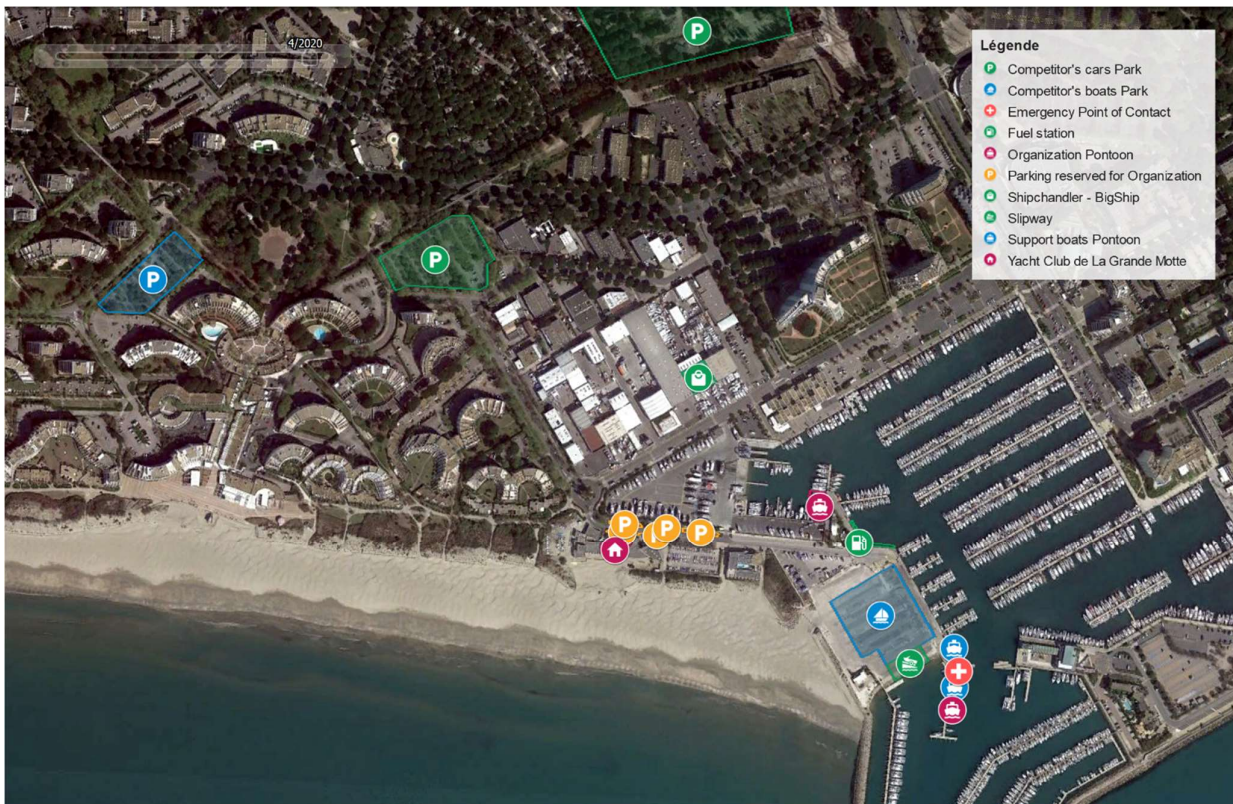 4/2020
Légende
P Competitor's cars Park
Competitor's boats Park
Emergency Point of Contact
Fuel station
Organization Pontoon
P Parking reserved for Organization
Shipchandler - BigShip
Slipway
Support boats Pontoon
Yacht Club de La Grande Motte
P
P
P
P
P
P
P